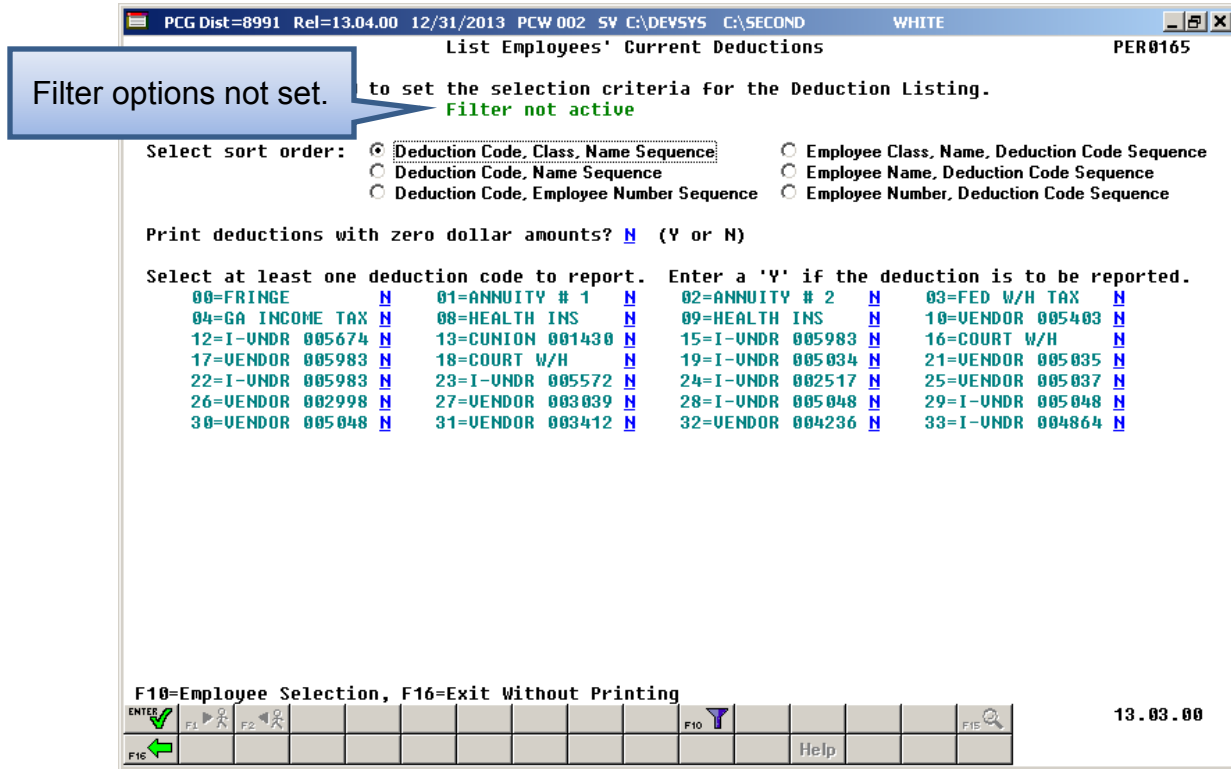 PCG Dist=8991 Rel=13.04.00 12/31/2013 PCW 002 SV C:\DEVSYS C:\SECOND WHITE
List Employees' Current Deductions PER0165
Filter options not set.
to set the selection criteria for the Deduction Listing.
Filter not active
Select sort order: Deduction Code, Class, Name Sequence Employee Class, Name, Deduction Code Sequence
Deduction Code, Name Sequence Employee Name, Deduction Code Sequence
Deduction Code, Employee Number Sequence Employee Number, Deduction Code Sequence
Print deductions with zero dollar amounts? N (Y or N)
Select at least one deduction code to report. Enter a 'Y' if the deduction is to be reported.
00=FRINGE N 01=ANNUITY # 1 N 02=ANNUITY # 2 N 03=FED W/H TAX N
04=GA INCOME TAX N 08=HEALTH INS N 09=HEALTH INS N 10=VENDOR 005403 N
12=I-VNDR 005674 N 13=CUNION 001430 N 15=I-VNDR 005983 N 16=COURT W/H N
17=VENDOR 005983 N 18=COURT W/H N 19=I-VNDR 005034 N 21=VENDOR 005035 N
22=I-VNDR 005983 N 23=I-VNDR 005572 N 24=I-VNDR 002517 N 25=VENDOR 005037 N
26=VENDOR 002998 N 27=VENDOR 003039 N 28=I-VNDR 005048 N 29=I-VNDR 005048 N
30=VENDOR 005048 N 31=VENDOR 003412 N 32=VENDOR 004236 N 33=I-VNDR 004864 N
F10=Employee Selection, F16=Exit Without Printing
ENTER F1 F2 F10 F15 13.03.00
F16 Help